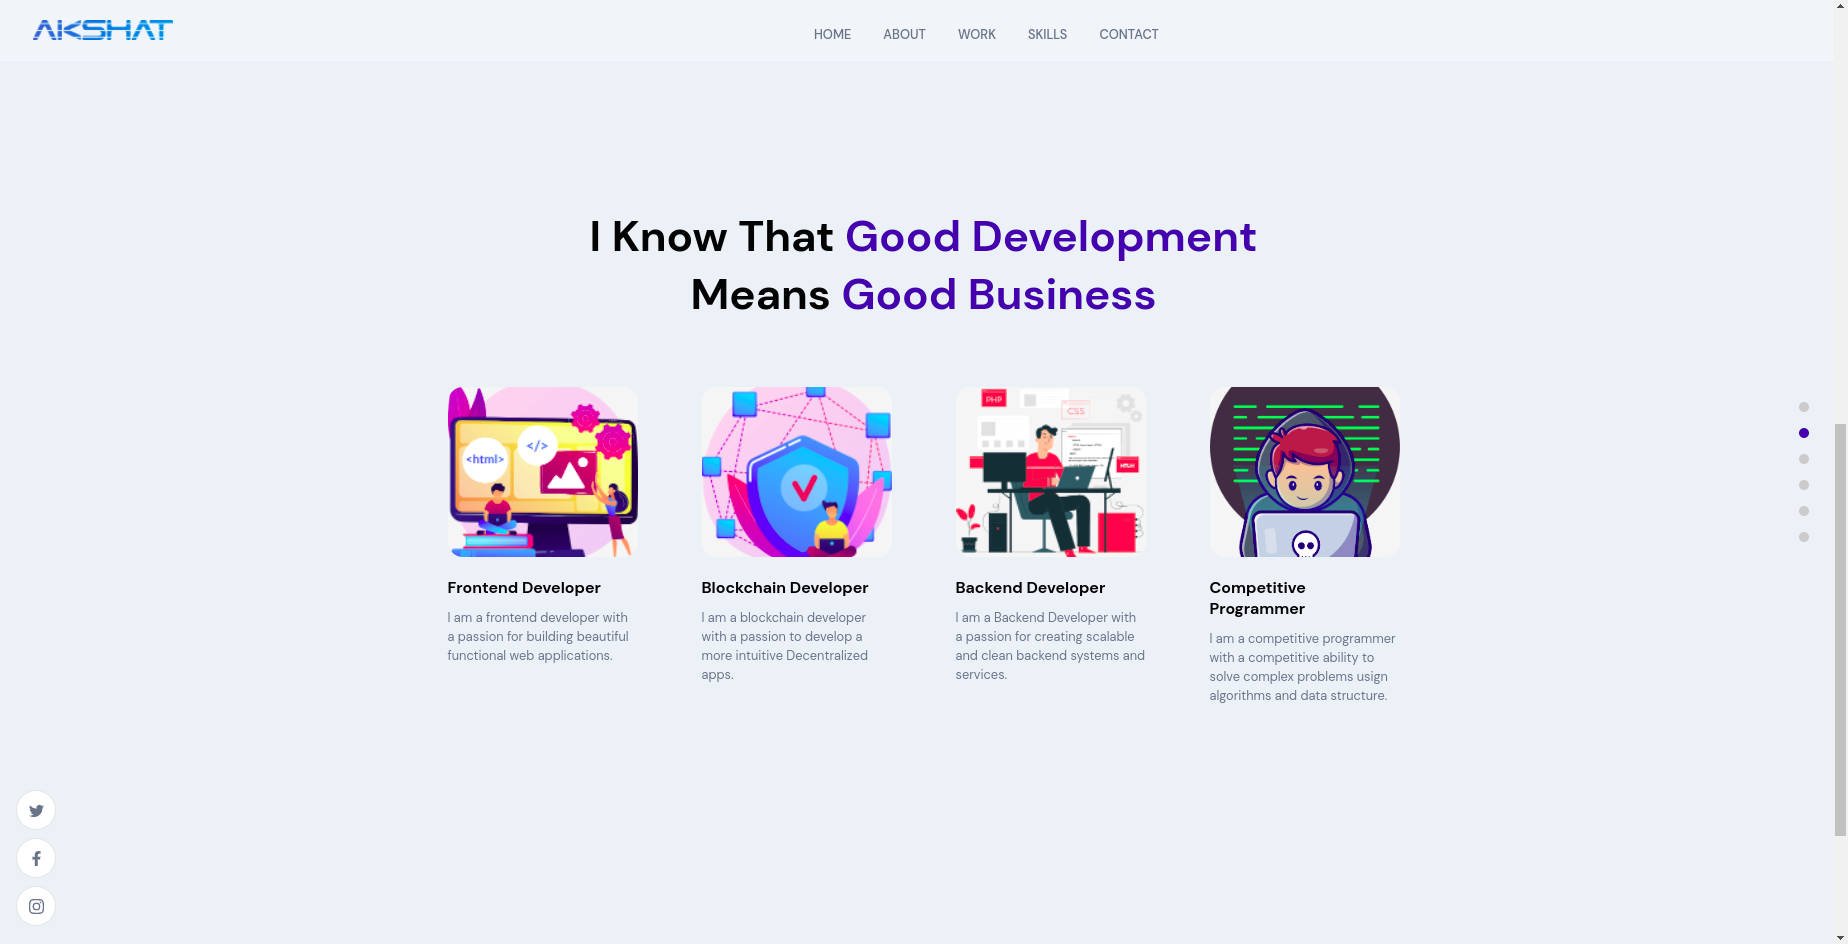 AKSHAT
HOME ABOUT WORK SKILLS CONTACT
I Know That Good Development
Means Good Business
PHP
CSS
<html>
</>
Frontend Developer
I am a frontend developer with
a passion for building beautiful
functional web applications.
Blockchain Developer
I am a blockchain developer
with a passion to develop a
more intuitive Decentralized
apps.
Backend Developer
I am a Backend Developer with
a passion for creating scalable
and clean backend systems and
services.
Competitive
Programmer
I am a competitive programmer
with a competitive ability to
solve complex problems usign
algorithms and data structure.